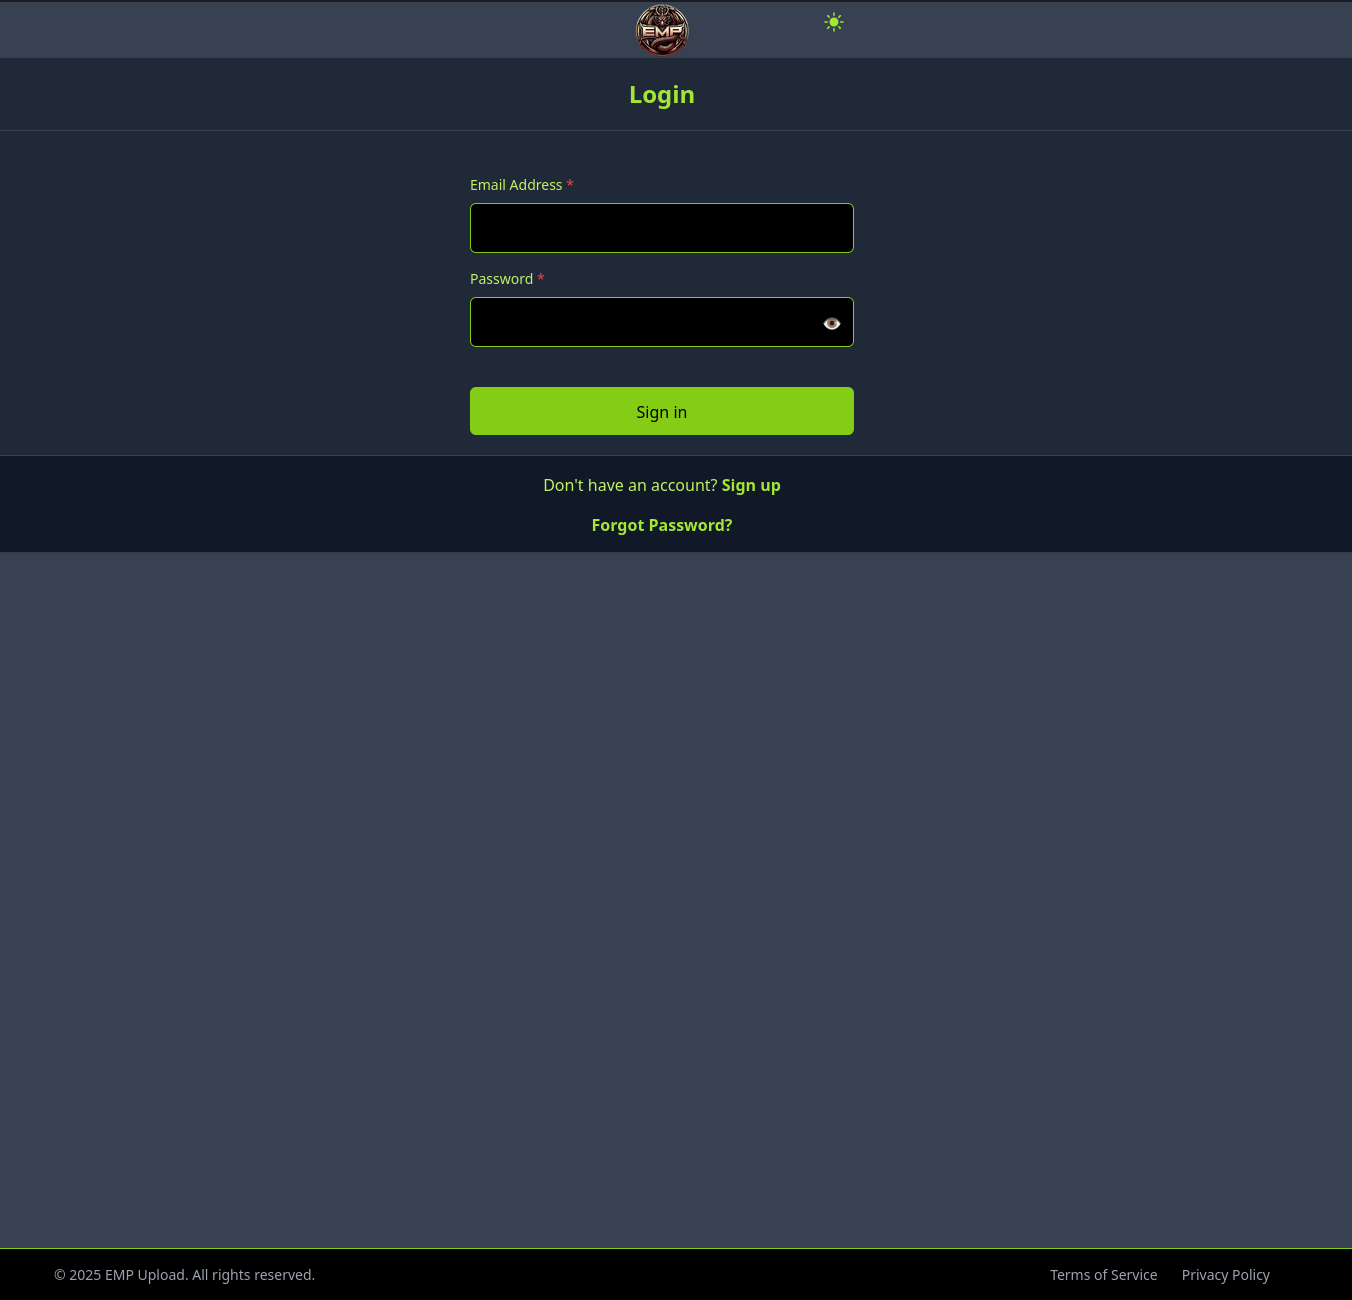 EMP
Login
Email Address *
Password *
Sign in
Don't have an account? Sign up
Forgot Password?
© 2025 EMP Upload. All rights reserved.
Terms of Service
Privacy Policy